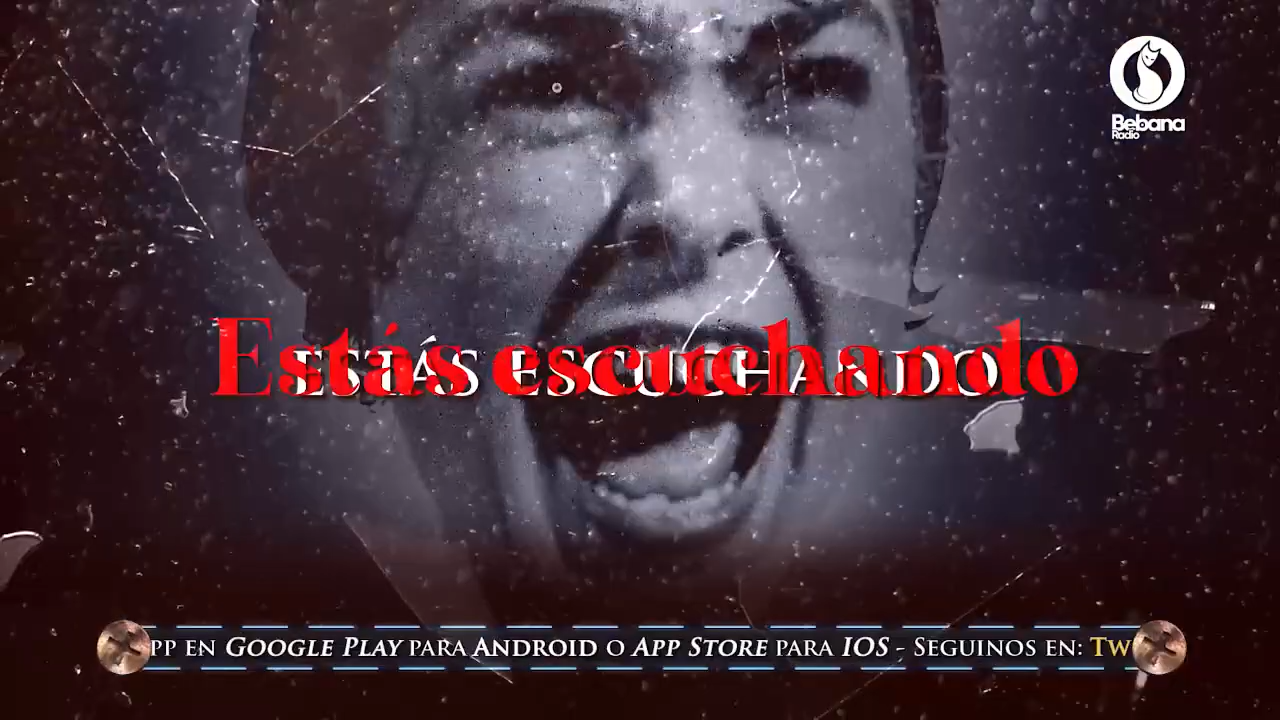 Bebana
Radio
Estás escuchando
ESTÁS ESCUCHANDO
PP EN GOOGLE PLAY PARA ANDROID O APP STORE PARA IOS - SEGUINOS EN: TW